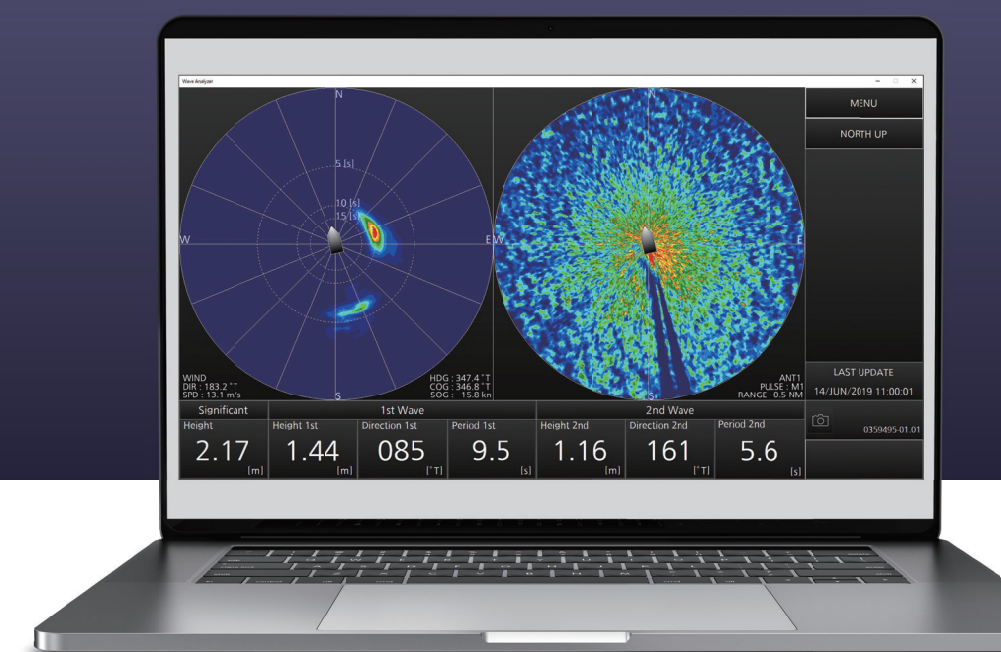 Wave Analyzer
N
5 [s]
10 [s]
15 [s]
W
E
S
WIND
DIR : 183.2 °T
SPD : 13.1 m/s
HDG : 347.4 °T
COG : 346.8 °T
SOG : 15.8 kn
N
W
E
S
ANT1
PULSE : M1
RANGE 0.5 NM
MENU
NORTH UP
LAST UPDATE
14/JUN/2019 11:00:01
0359495-01.01
Significant
1st Wave
2nd Wave
Height
Height 1st
Direction 1st
Period 1st
Height 2nd
Direction 2nd
Period 2nd
2.17
1.44
085
9.5
1.16
161
5.6
[m]
[m]
[°T]
[s]
[m]
[°T]
[s]